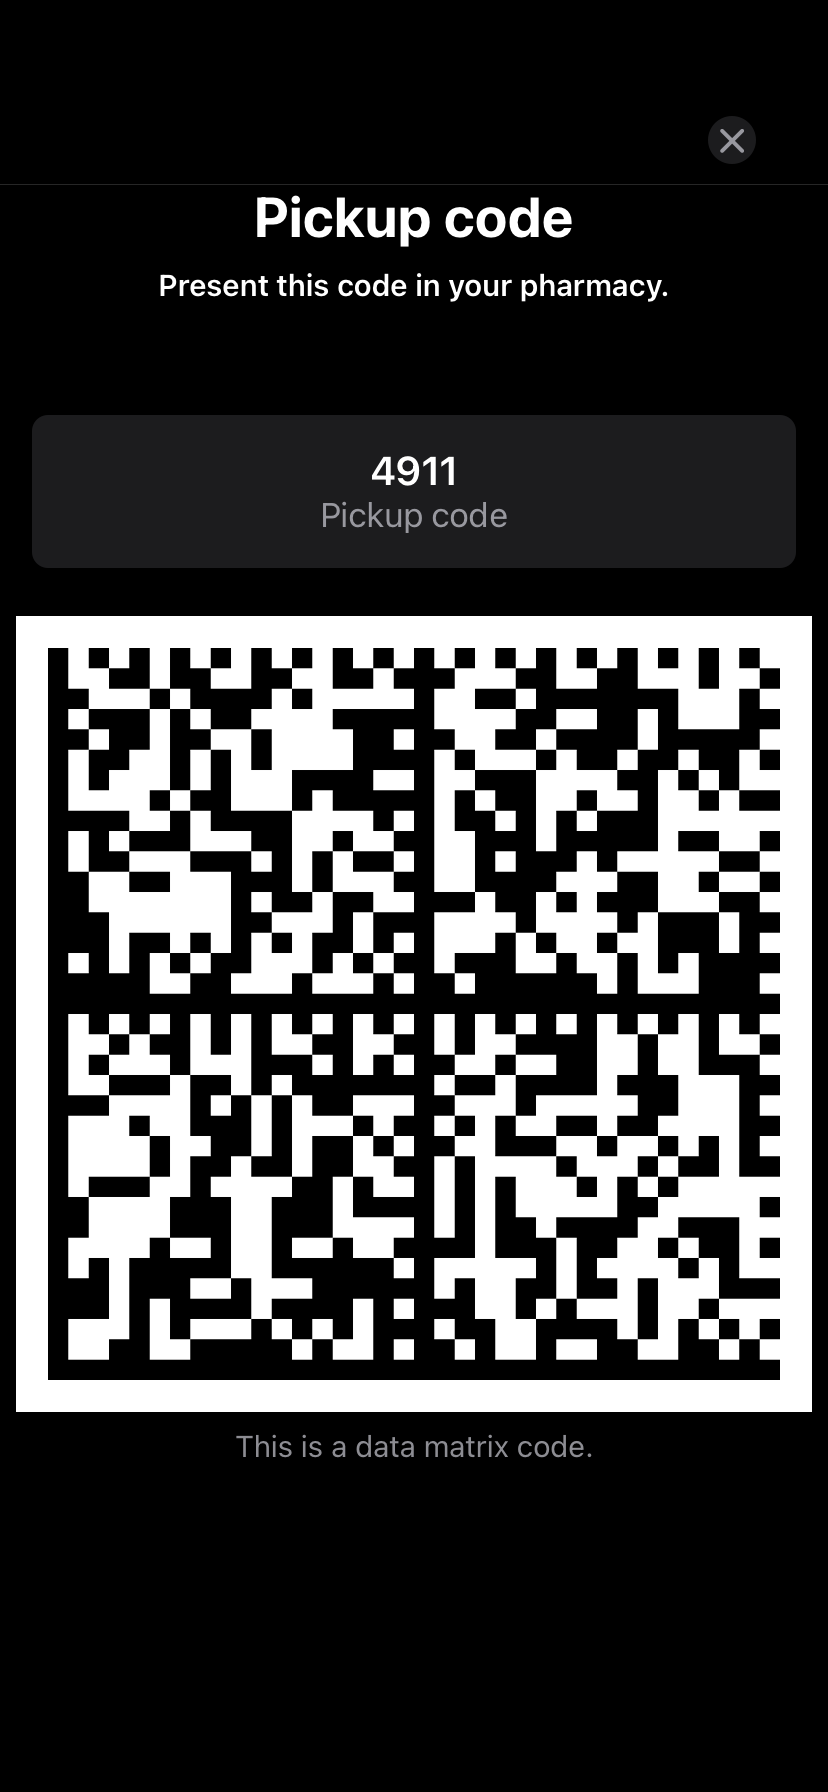 Pickup code
Present this code in your pharmacy.
4911
Pickup code
This is a data matrix code.